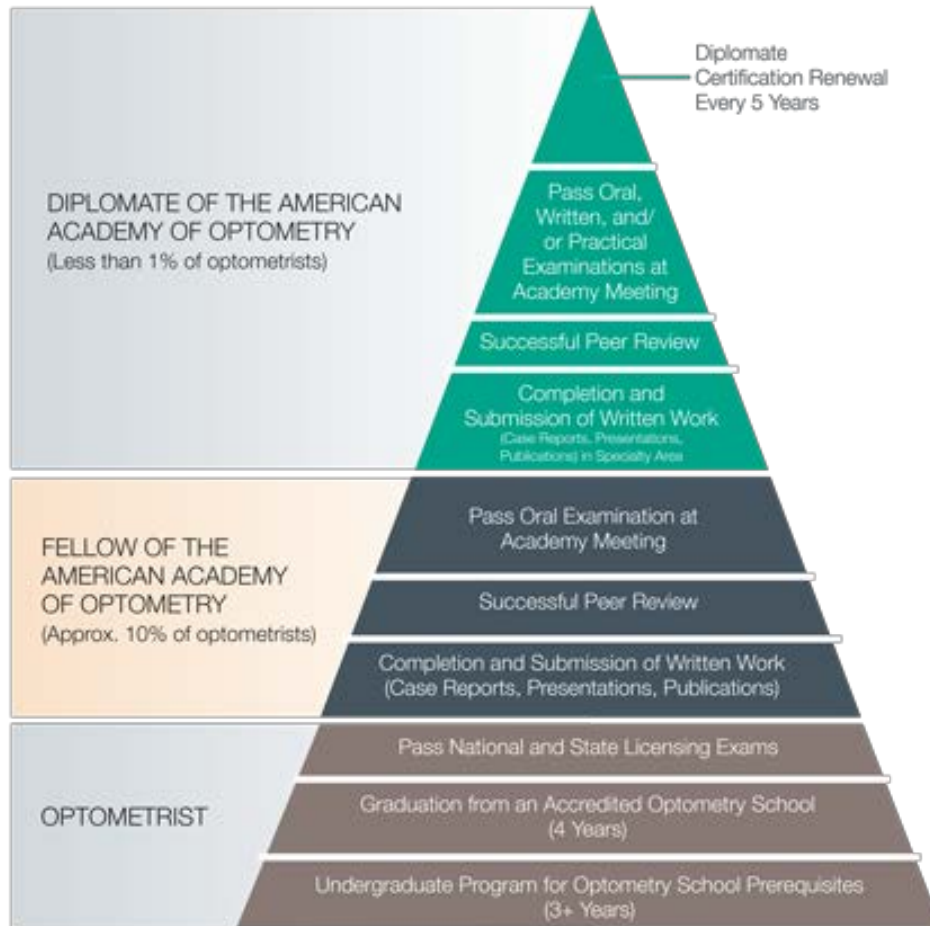 Diplomate
Certification Renewal
Every 5 Years
DIPLOMATE OF THE AMERICAN
ACADEMY OF OPTOMETRY
(Less than 1% of optometrists)
Pass Oral,
Written, and/
or Practical
Examinations at
Academy Meeting
Successful Peer Review
Completion and
Submission of Written Work
(Case Reports, Presentations,
Publications) in Specialty Area
FELLOW OF THE
AMERICAN ACADEMY
OF OPTOMETRY
(Approx. 10% of optometrists)
Pass Oral Examination at
Academy Meeting
Successful Peer Review
Completion and Submission of Written Work
(Case Reports, Presentations, Publications)
OPTOMETRIST
Pass National and State Licensing Exams
Graduation from an Accredited Optometry School
(4 Years)
Undergraduate Program for Optometry School Prerequisites
(3+ Years)